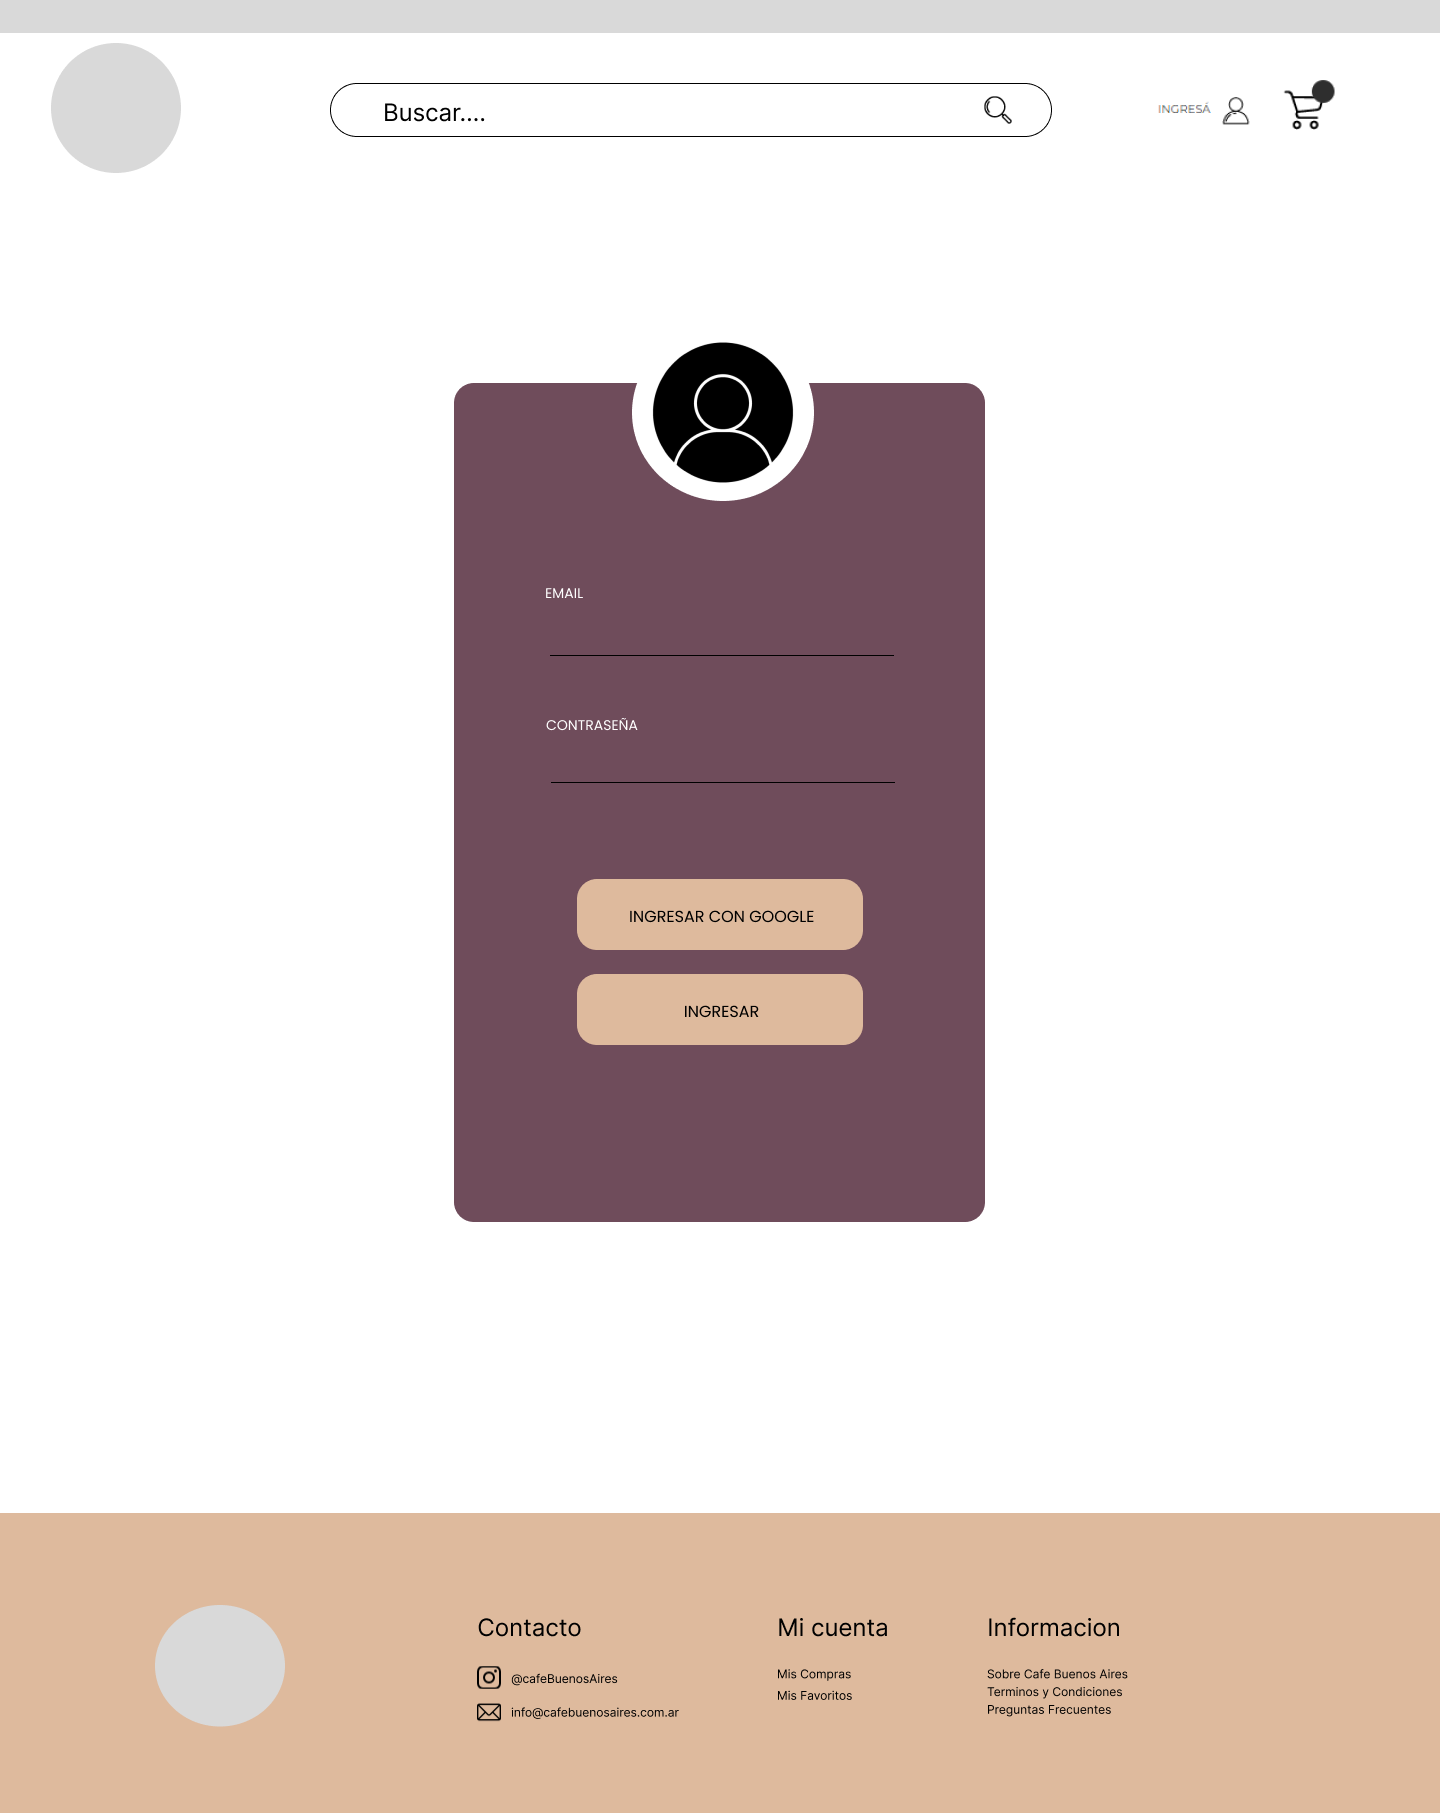 Buscar....
INGRESÁ
EMAIL
CONTRASEÑA
INGRESAR CON GOOGLE
INGRESAR
Contacto
@cafeBuenosAires
info@cafebuenosaires.com.ar
Mi cuenta
Mis Compras
Mis Favoritos
Informacion
Sobre Cafe Buenos Aires
Terminos y Condiciones
Preguntas Frecuentes